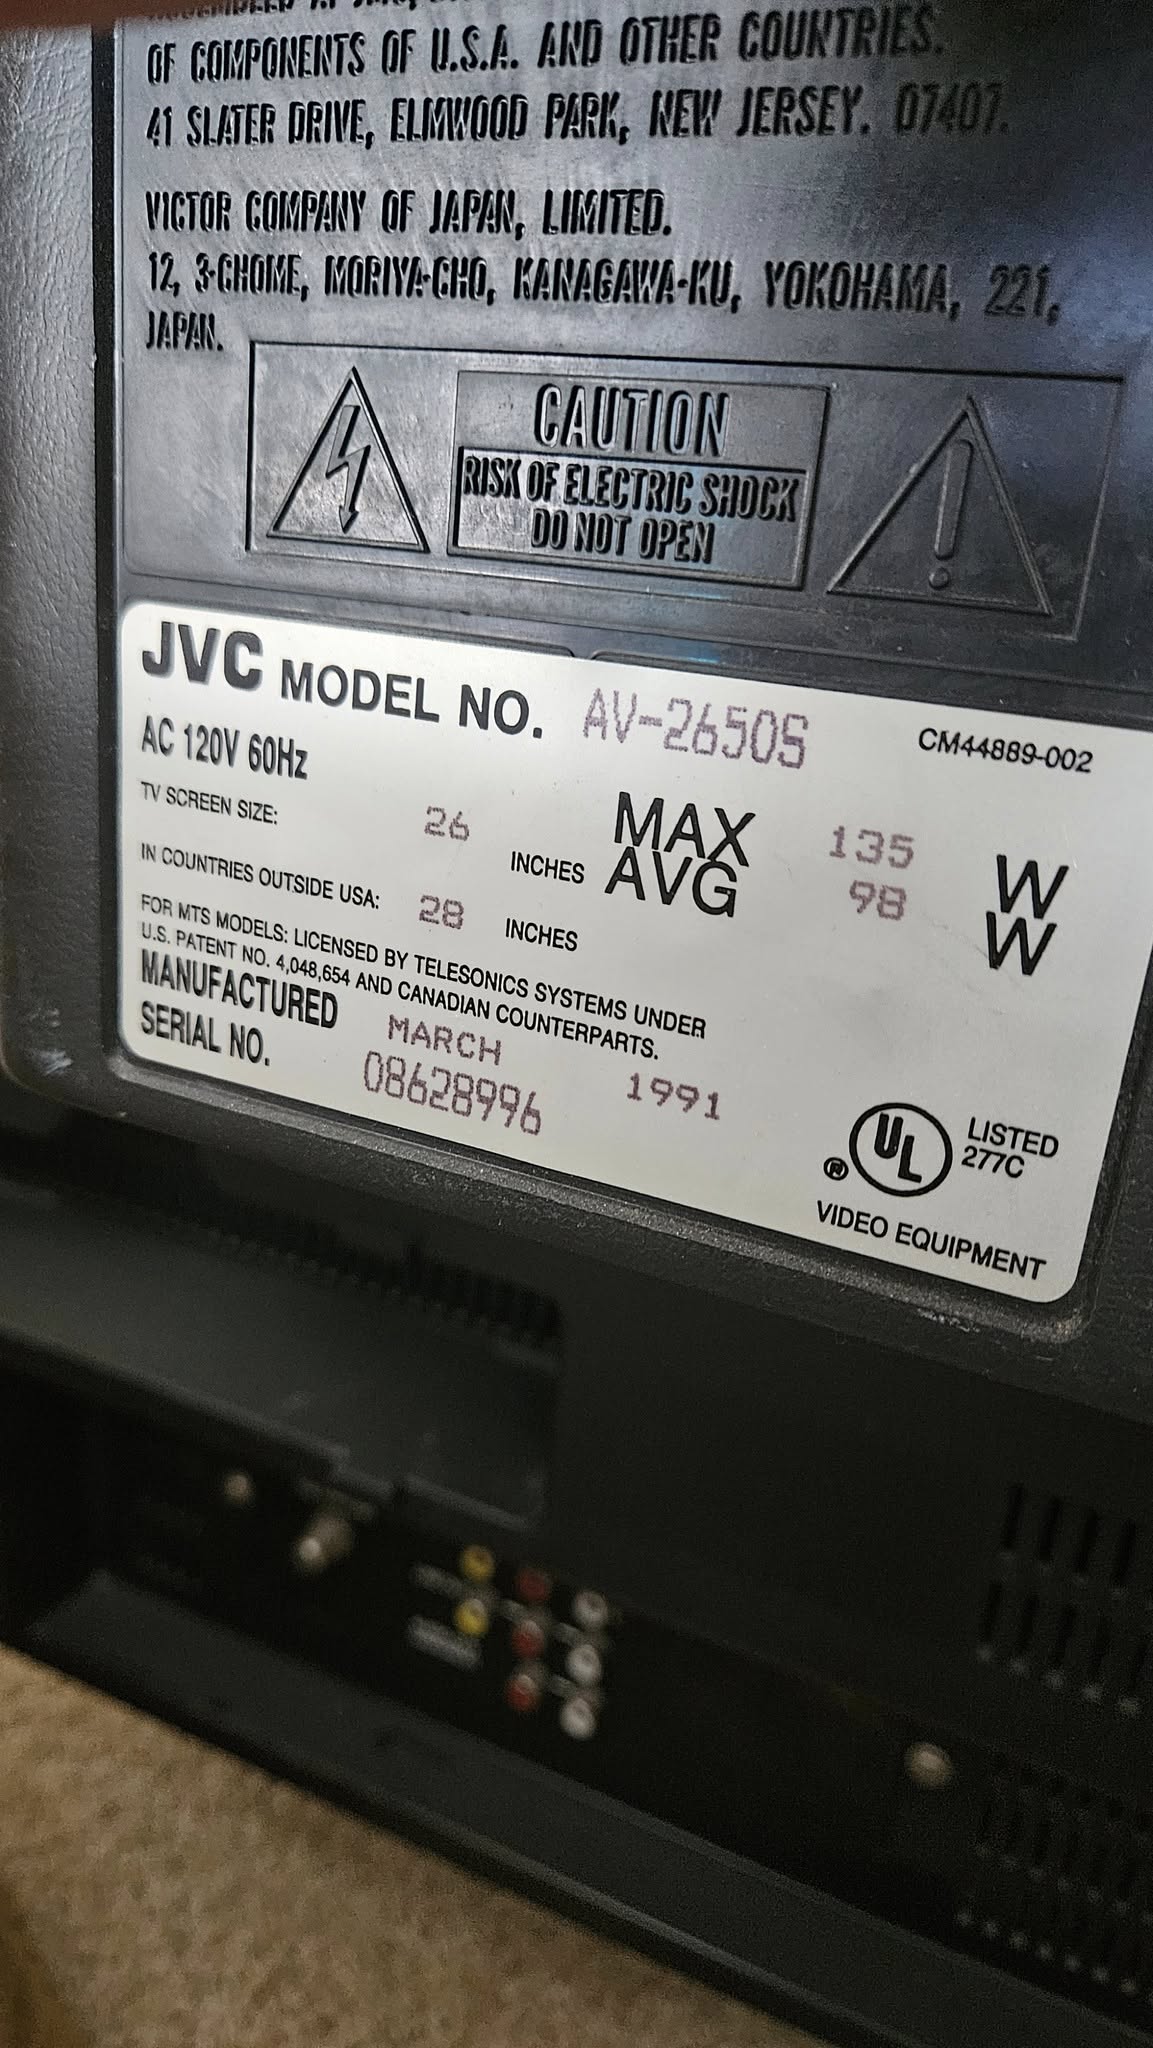 OF COMPONENTS OF U.S.A. AND OTHER COUNTRIES.
41 SLATER DRIVE, ELMWOOD PARK, NEW JERSEY. 07407.
VICTOR COMPANY OF JAPAN, LIMITED.
12, 3-CHOME, MORIYA-CHO, KANAGAWA-KU, YOKOHAMA, 221,
JAPAN.
CAUTION
RISK OF ELECTRIC SHOCK
DO NOT OPEN
JVC MODEL NO. AV-2650S CM44889-002
AC 120V 60Hz
TV SCREEN SIZE: 26 INCHES MAX 135 W
IN COUNTRIES OUTSIDE USA: 28 INCHES AVG 98 W
FOR MTS MODELS: LICENSED BY TELESONICS SYSTEMS UNDER
U.S. PATENT NO. 4,048,654 AND CANADIAN COUNTERPARTS.
MANUFACTURED MARCH 1991
SERIAL NO. 08628996
UL ® LISTED
277C
VIDEO EQUIPMENT